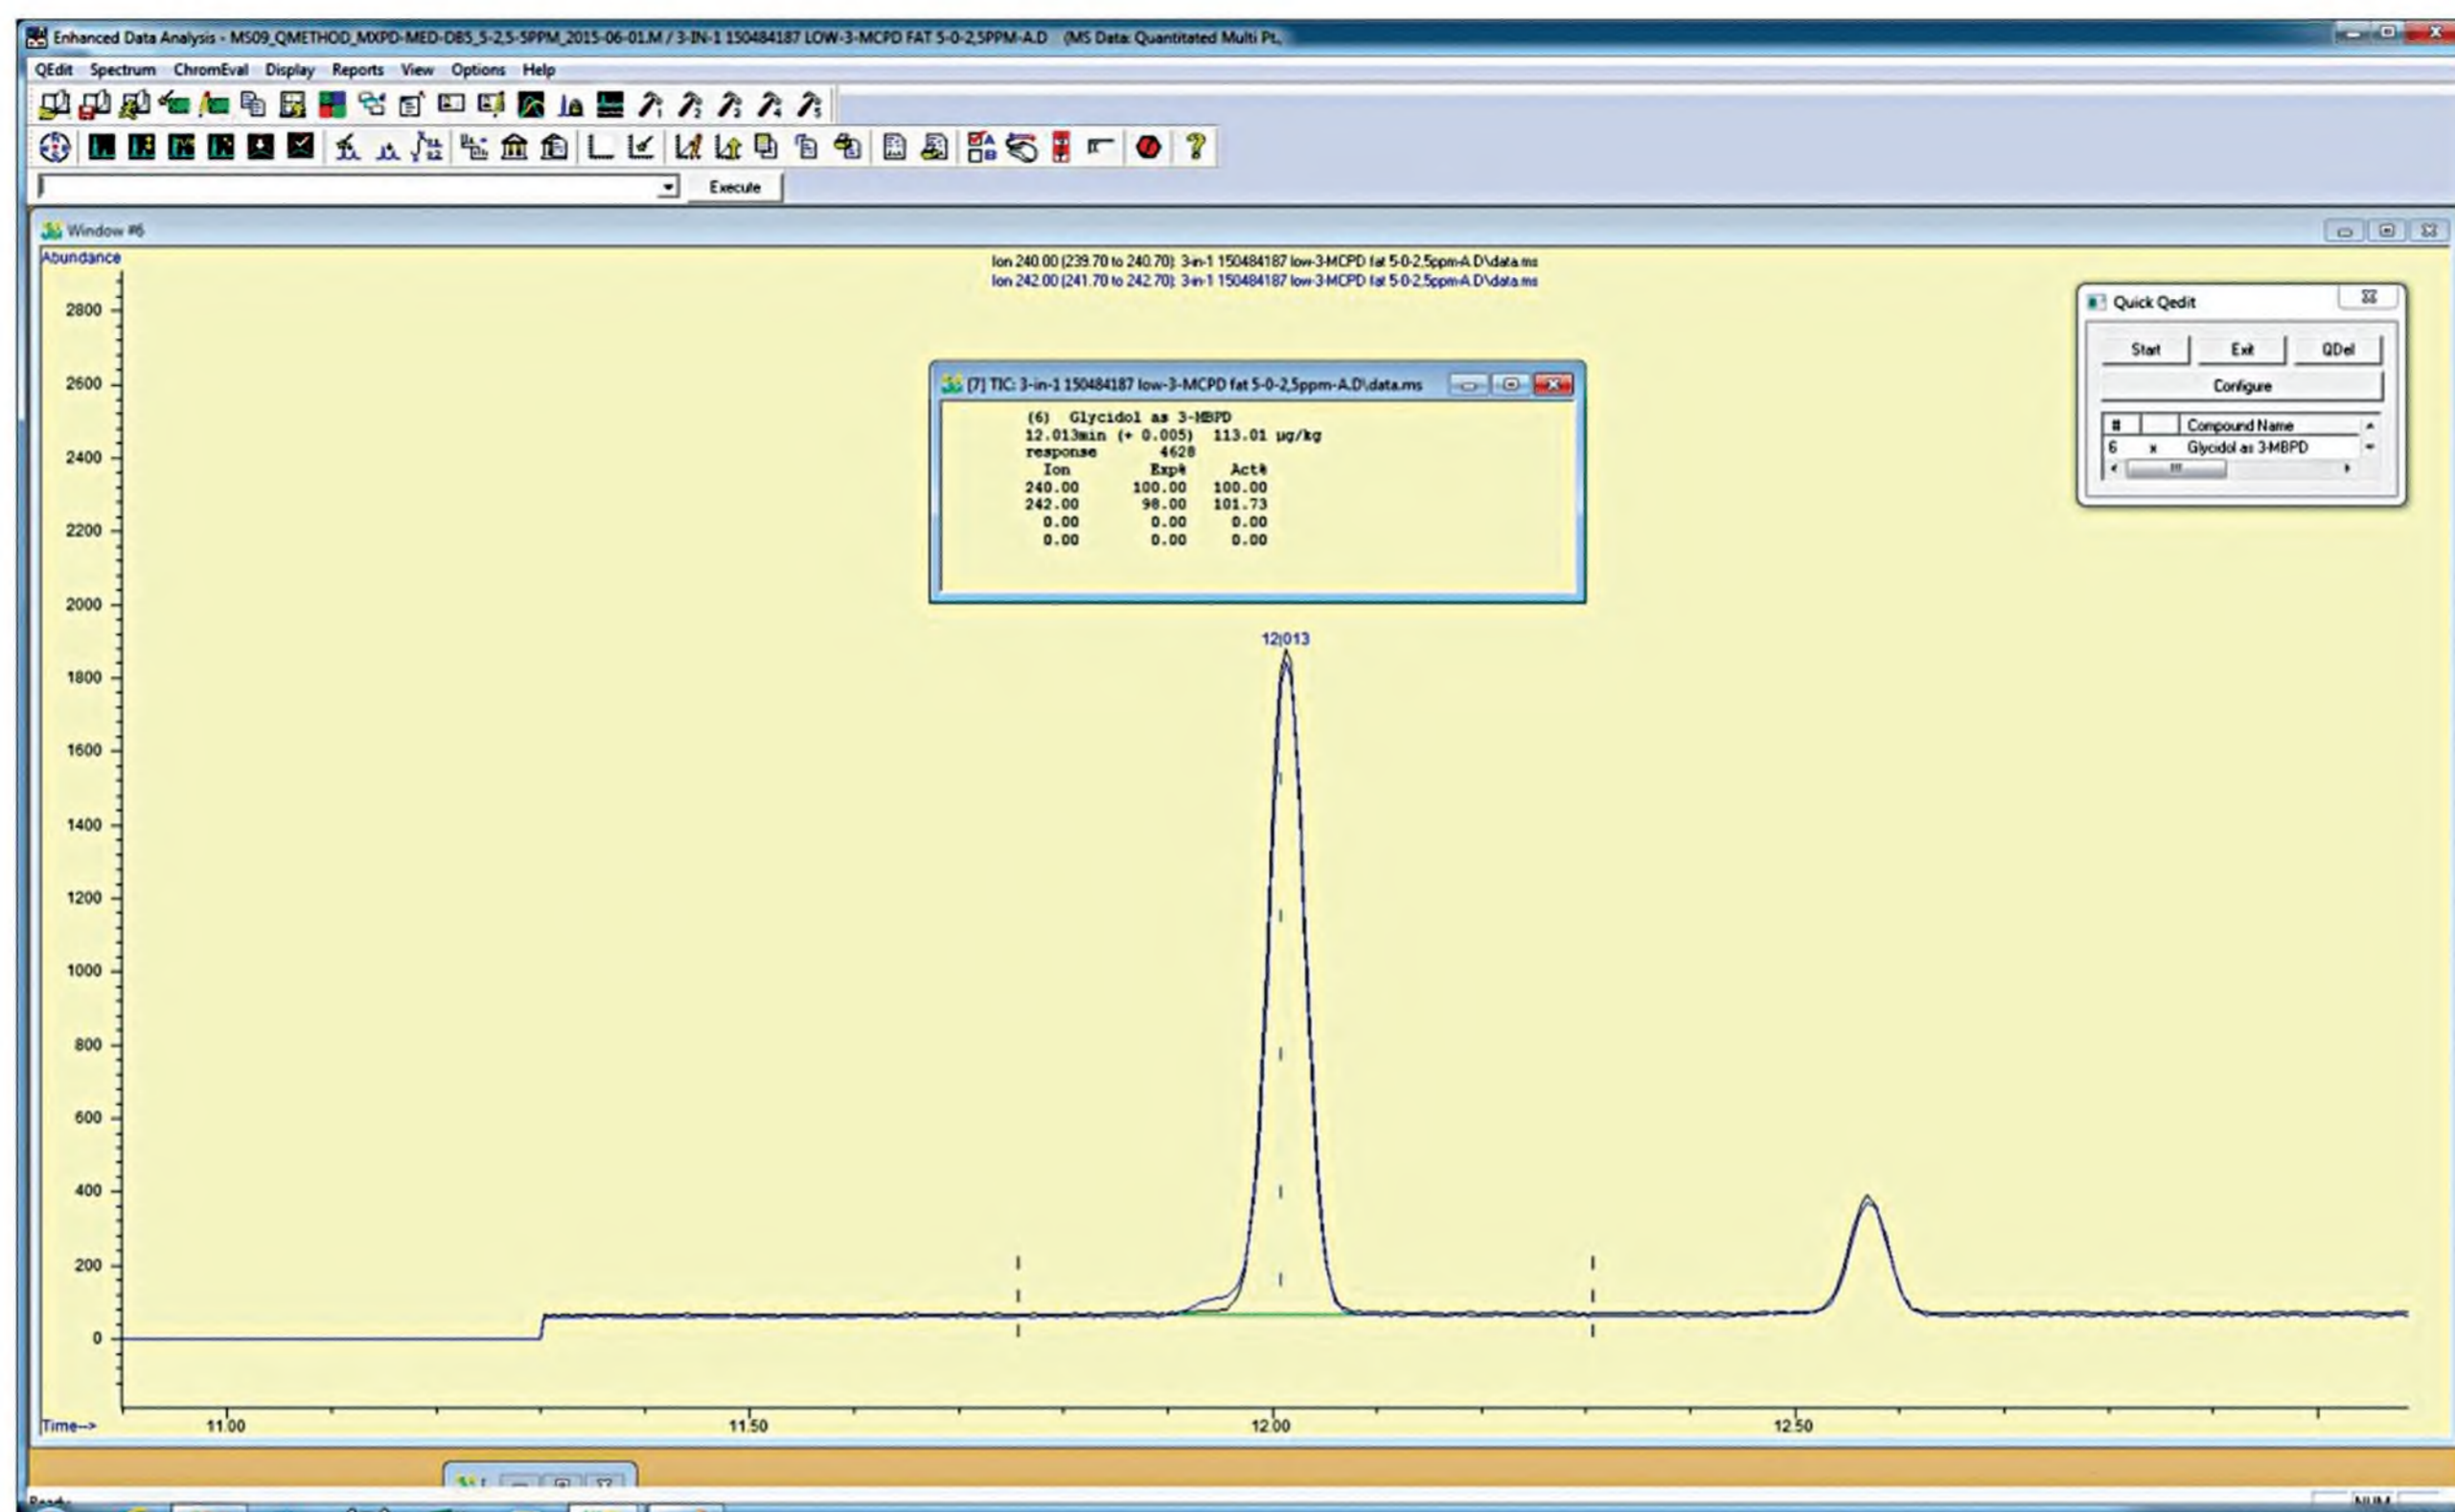 Enhanced Data Analysis - MS09_QMETHOD_MXPD-MED-DB5_5-2,5-5PPM_2015-06-01.M / 3-IN-1 150484187 LOW-3-MCPD FAT 5-0-2,5PPM-A.D (MS Data: Quantitated Multi Pt.,
QEdit Spectrum ChromEval Display Reports View Options Help
Execute
Window #6
Abundance
Ion 240.00 (239.70 to 240.70): 3-in-1 150484187 low-3-MCPD fat 5-0-2,5ppm-A.D\data.ms
Ion 242.00 (241.70 to 242.70): 3-in-1 150484187 low-3-MCPD fat 5-0-2,5ppm-A.D\data.ms
Quick Qedit
Start Exit QDel
Configure
# Compound Name
6 x Glycidol as 3-MBPD
[7] TIC: 3-in-1 150484187 low-3-MCPD fat 5-0-2,5ppm-A.D\data.ms
(6) Glycidol as 3-MBPD
12.013min (+ 0.005) 113.01 µg/kg
response 4628
Ion Exp% Act%
240.00 100.00 100.00
242.00 98.00 101.73
0.00 0.00 0.00
0.00 0.00 0.00
12.013
2800
2600
2400
2200
2000
1800
1600
1400
1200
1000
800
600
400
200
0
Time-->
11.00 11.50 12.00 12.50